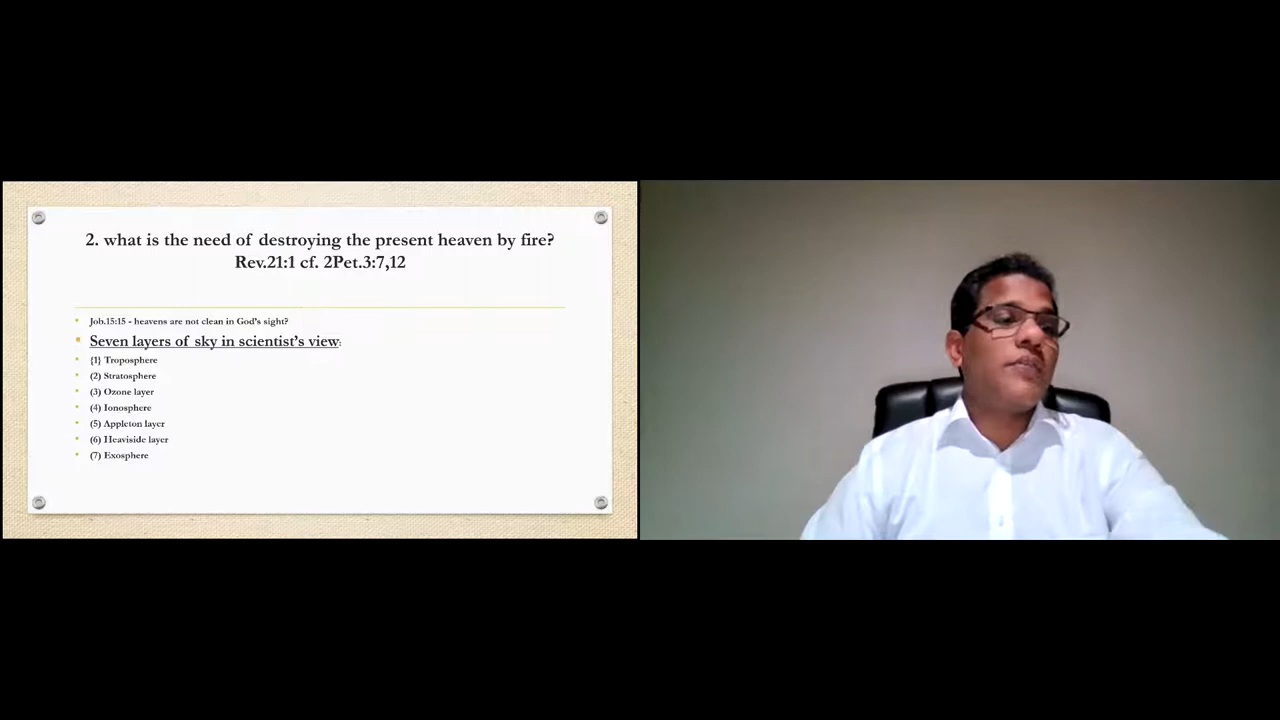 2. what is the need of destroying the present heaven by fire?
Rev.21:1 cf. 2Pet.3:7,12
Job.15:15 - heavens are not clean in God's sight?
Seven layers of sky in scientist's view:
{1} Troposphere
(2) Stratosphere
(3) Ozone layer
(4) Ionosphere
(5) Appleton layer
(6) Heaviside layer
(7) Exosphere